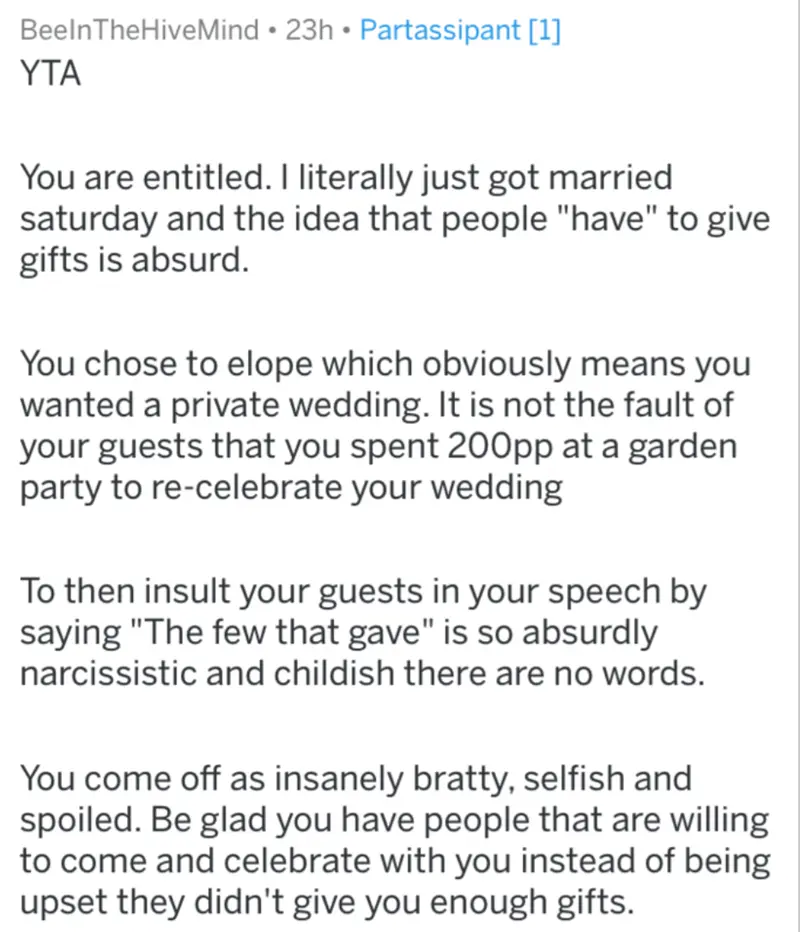 BeeInTheHiveMind • 23h • Partassipant [1]
YTA
You are entitled. I literally just got married
saturday and the idea that people "have" to give
gifts is absurd.
You chose to elope which obviously means you
wanted a private wedding. It is not the fault of
your guests that you spent 200pp at a garden
party to re-celebrate your wedding
To then insult your guests in your speech by
saying "The few that gave" is so absurdly
narcissistic and childish there are no words.
You come off as insanely bratty, selfish and
spoiled. Be glad you have people that are willing
to come and celebrate with you instead of being
upset they didn't give you enough gifts.